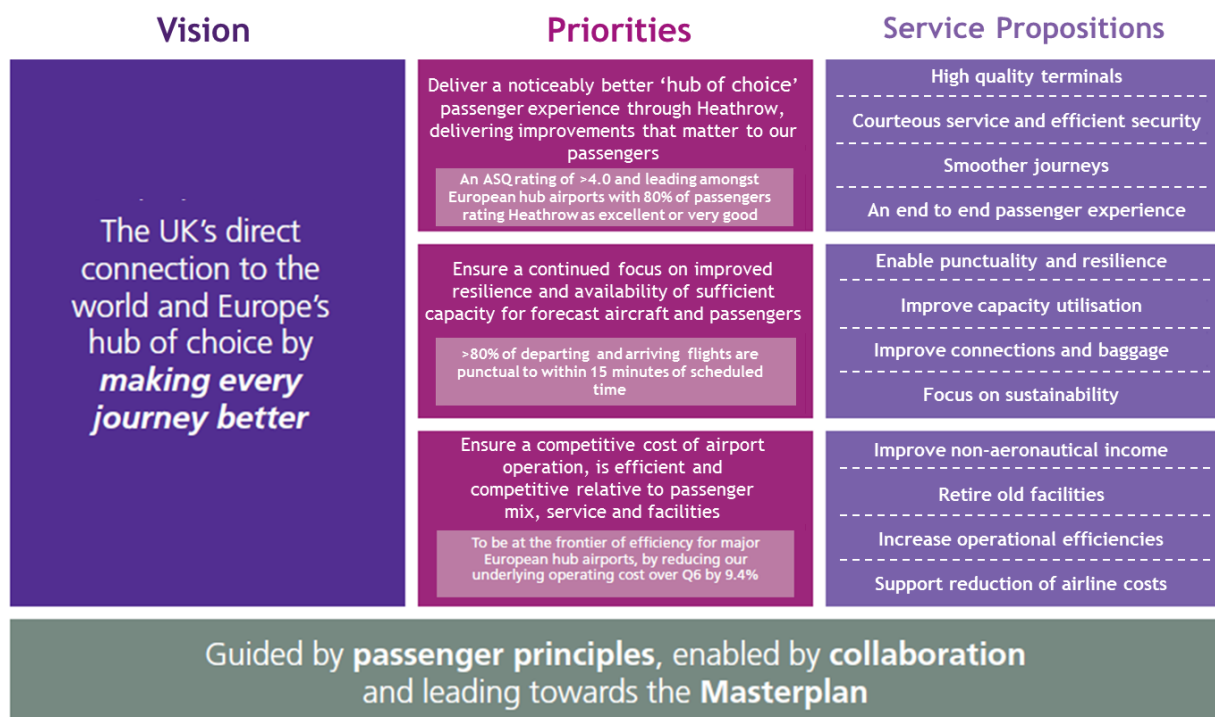 Vision
Priorities
Service Propositions
The UK's direct
connection to the
world and Europe's
hub of choice by
making every
journey better
Deliver a noticeably better 'hub of choice'
passenger experience through Heathrow,
delivering improvements that matter to our
passengers
An ASQ rating of >4.0 and leading amongst
European hub airports with 80% of passengers
rating Heathrow as excellent or very good
High quality terminals
Courteous service and efficient security
Smoother journeys
An end to end passenger experience
Ensure a continued focus on improved
resilience and availability of sufficient
capacity for forecast aircraft and passengers
>80% of departing and arriving flights are
punctual to within 15 minutes of scheduled
time
Enable punctuality and resilience
Improve capacity utilisation
Improve connections and baggage
Focus on sustainability
Ensure a competitive cost of airport
operation, is efficient and
competitive relative to passenger
mix, service and facilities
To be at the frontier of efficiency for major
European hub airports, by reducing our
underlying operating cost over Q6 by 9.4%
Improve non-aeronautical income
Retire old facilities
Increase operational efficiencies
Support reduction of airline costs
Guided by passenger principles, enabled by collaboration
and leading towards the Masterplan